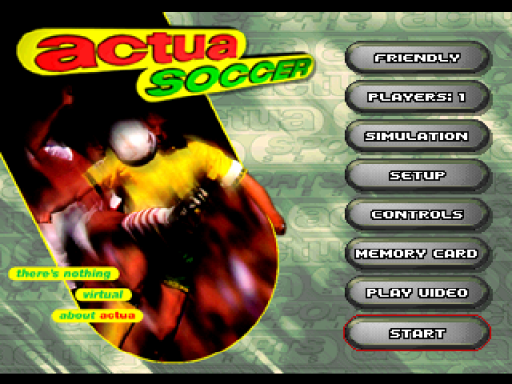 actua
SOCCER
FRIENDLY
PLAYERS: 1
SIMULATION
SETUP
CONTROLS
MEMORY CARD
PLAY VIDEO
START
there's nothing
virtual
about actua